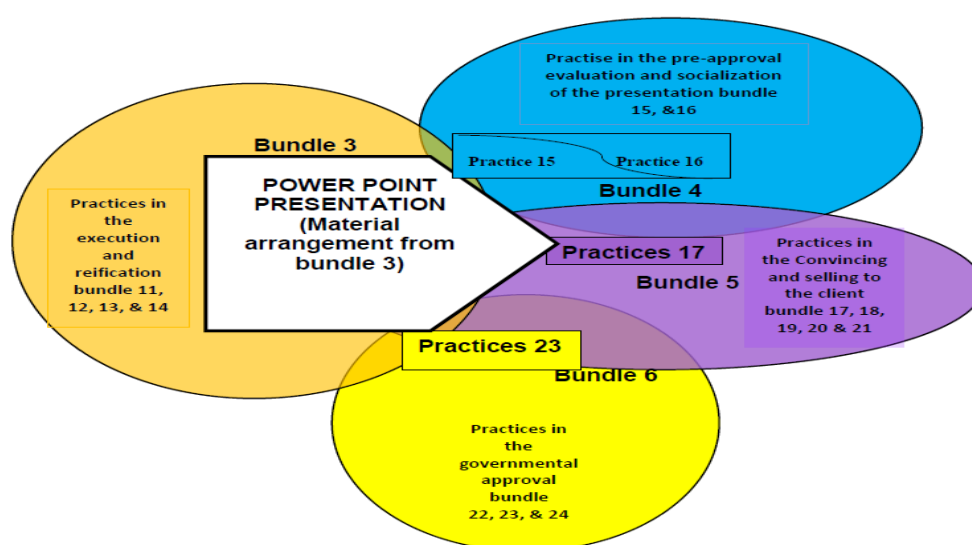 Bundle 3
POWER POINT
PRESENTATION
(Material
arrangement from
bundle 3)
Practices in
the
execution
and
reification
bundle 11,
12, 13, & 14
Practise in the pre-approval
evaluation and socialization
of the presentation bundle
15, &16
Practice 15
Practice 16
Bundle 4
Practices 17
Bundle 5
Practices in
the Convincing
and selling to
the client
bundle 17, 18,
19, 20 & 21
Practices 23
Bundle 6
Practices in
the
governmental
approval
bundle
22, 23, & 24